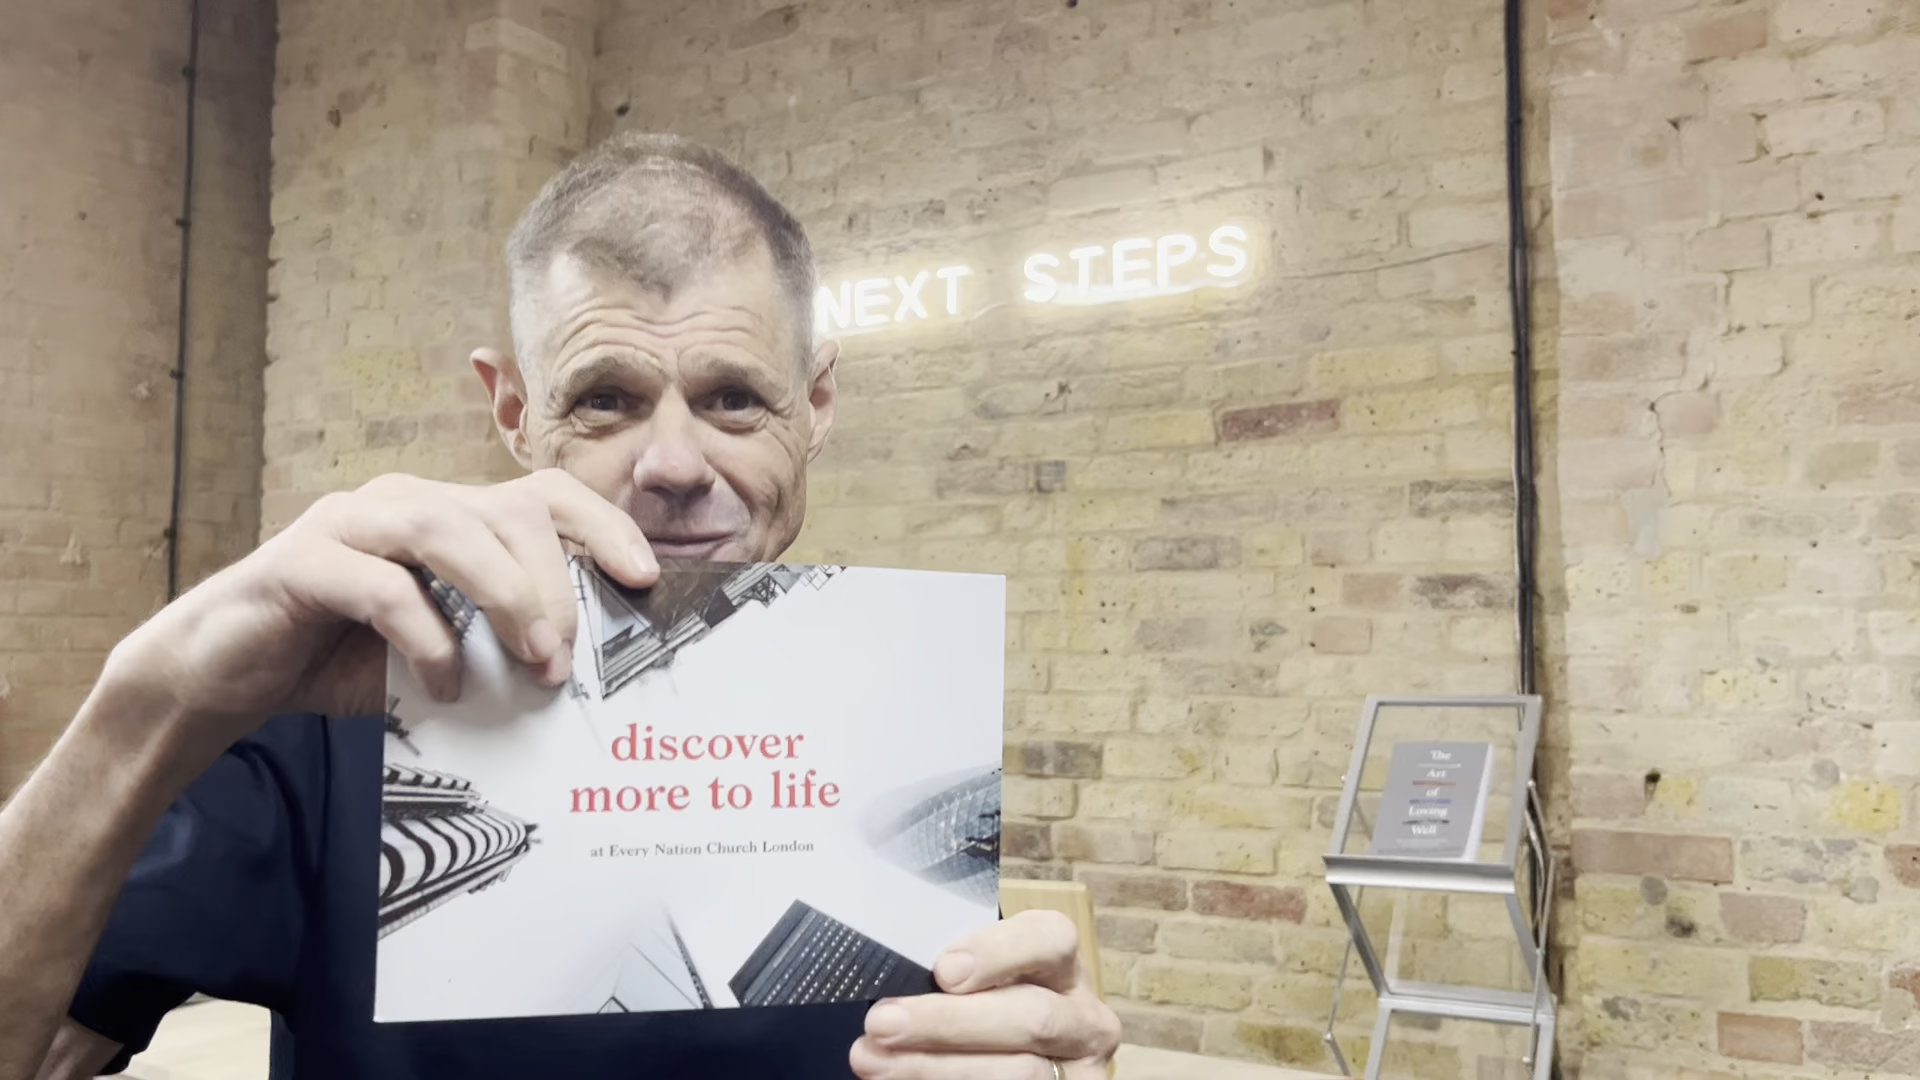 NEXT STEPS
discover
more to life
at Every Nation Church London
The
Art
of
Loving
Well